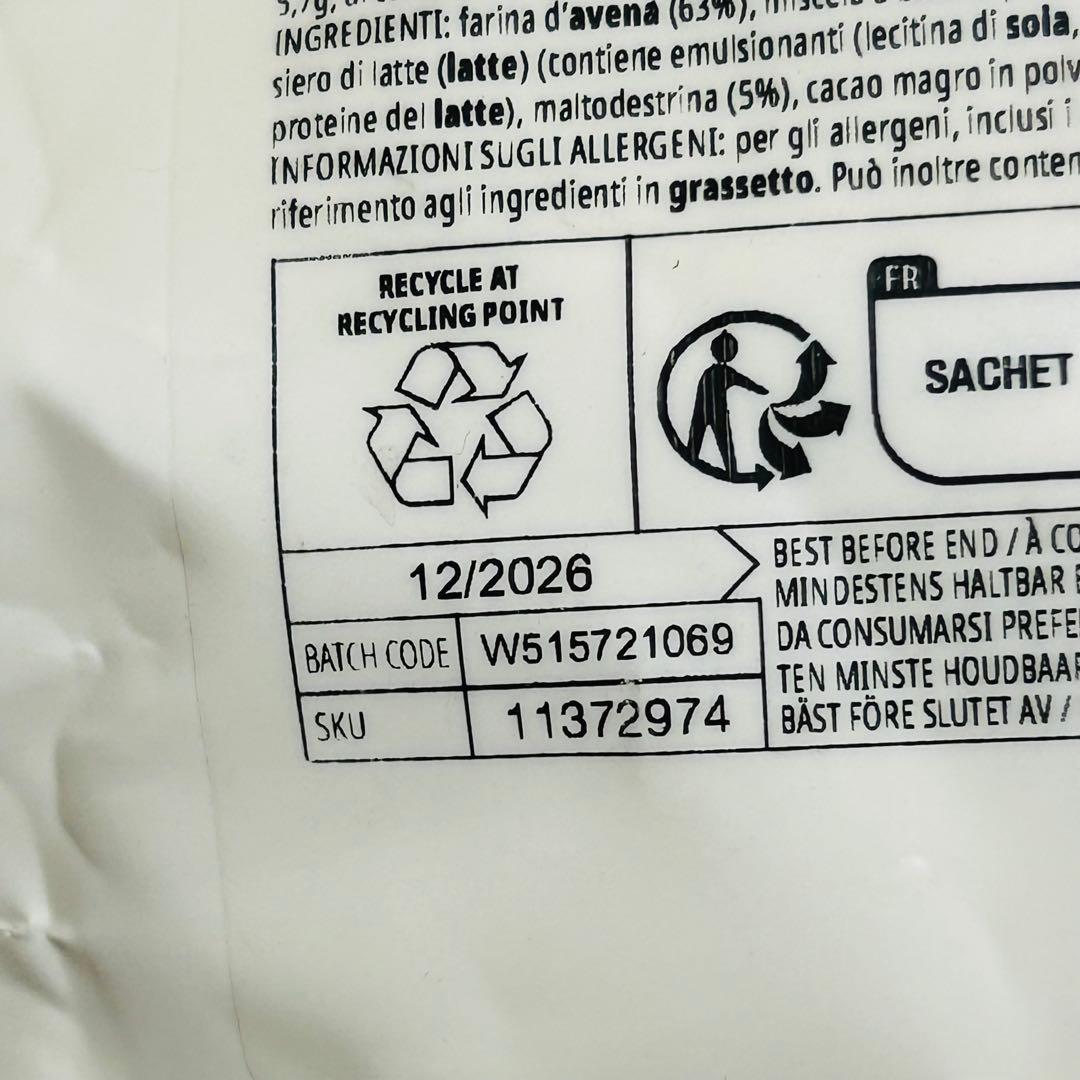 INGREDIENTI: farina d'avena (63%),
siero di latte (latte) (contiene emulsionanti (lecitina di sola,
proteine del latte), maltodestrina (5%), cacao magro in polv
INFORMAZIONI SUGLI ALLERGENI: per gli allergeni, inclusi i
riferimento agli ingredienti in grassetto. Può inoltre conten
RECYCLE AT
RECYCLING POINT
FR
SACHET
12/2026
BATCH CODE W515721069
SKU 11372974
BEST BEFORE END / À CO
MINDESTENS HALTBAR
DA CONSUMARSI PREFE
TEN MINSTE HOUDBAA
BÄST FÖRE SLUTET AV /